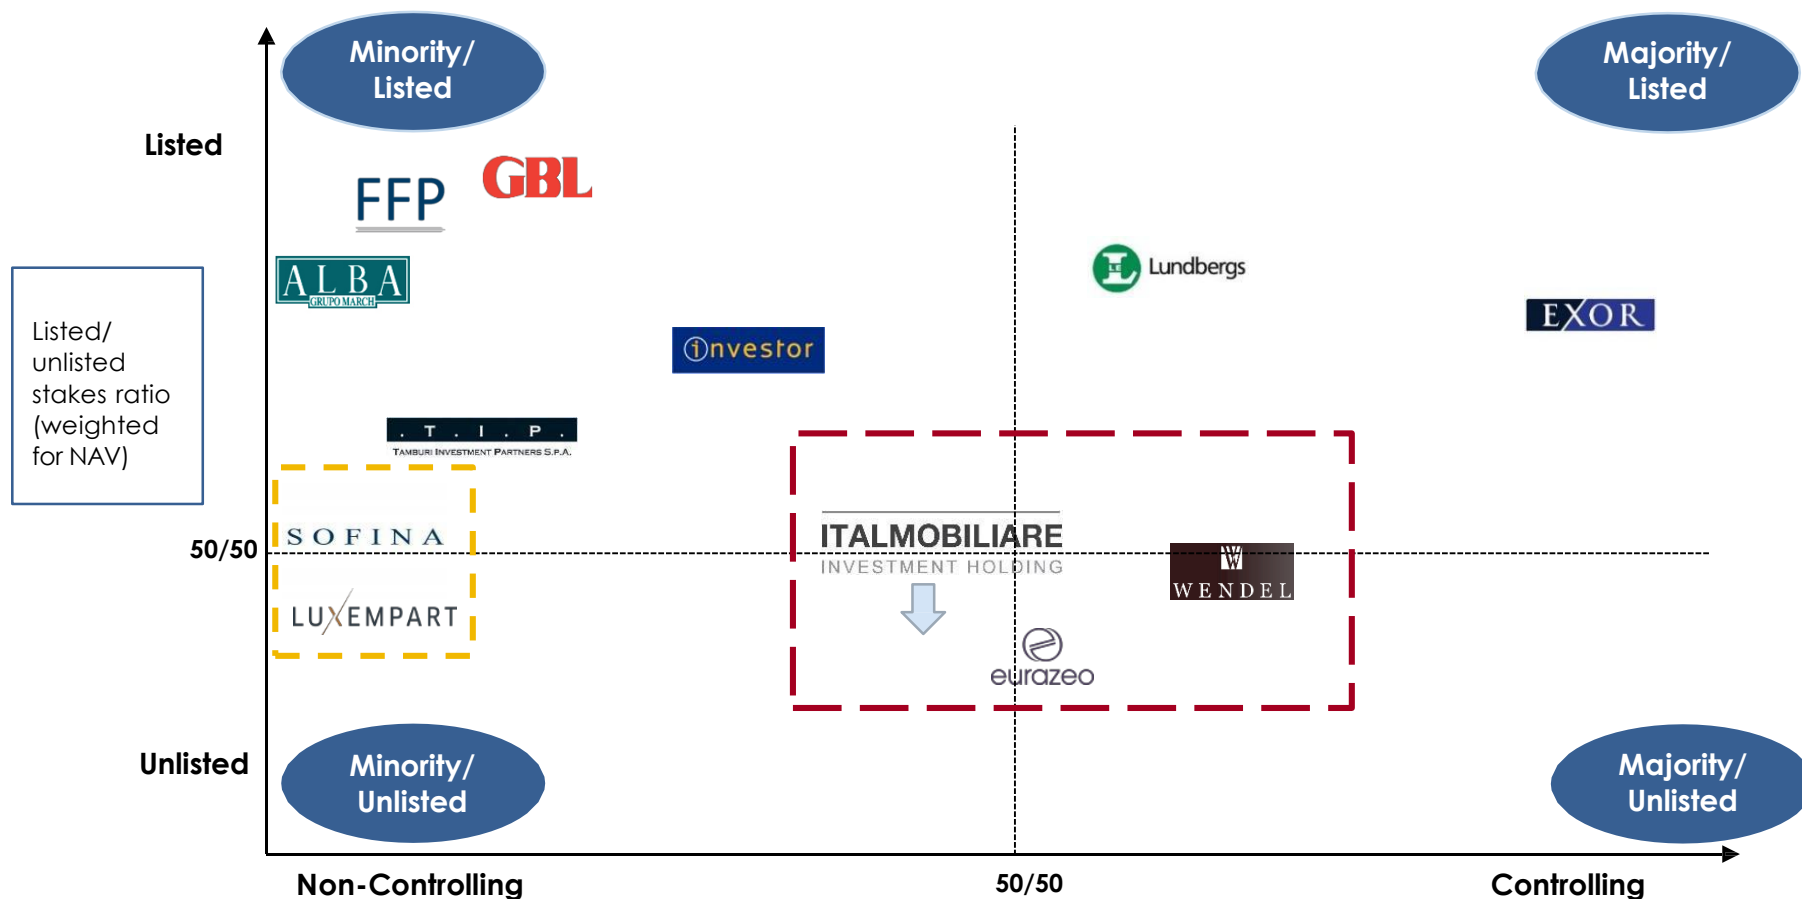 Minority/
Listed
Majority/
Listed
Listed
FFP
GBL
ALBA
GRUPO MARCH
LE
Lundbergs
EXOR
investor
Listed/
unlisted
stakes ratio
(weighted
for NAV)
. T . I . P .
TAMBURI INVESTMENT PARTNERS S.P.A.
SOFINA
50/50
ITALMOBILIARE
INVESTMENT HOLDING
W
WENDEL
LUXEMPART
eurazeo
Unlisted
Minority/
Unlisted
Majority/
Unlisted
Non-Controlling
50/50
Controlling